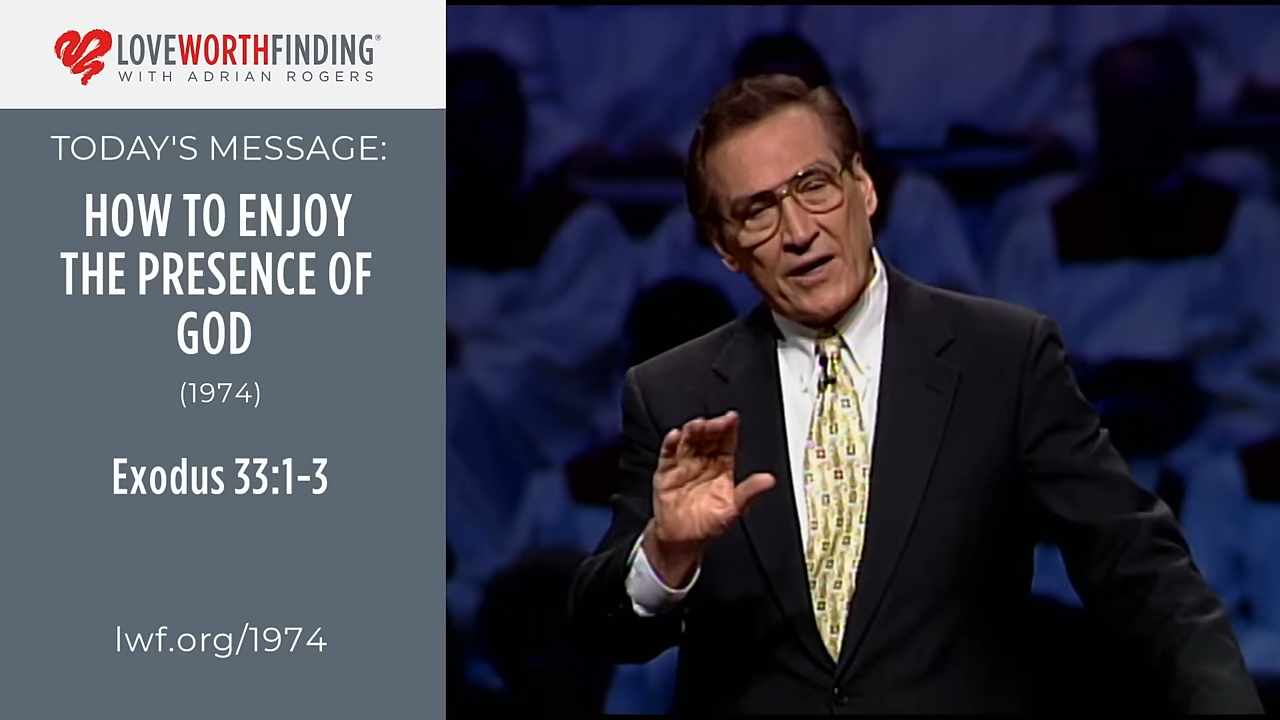 LOVEWORTHFINDING®
WITH ADRIAN ROGERS
TODAY'S MESSAGE:
HOW TO ENJOY
THE PRESENCE OF
GOD
(1974)
Exodus 33:1-3
lwf.org/1974